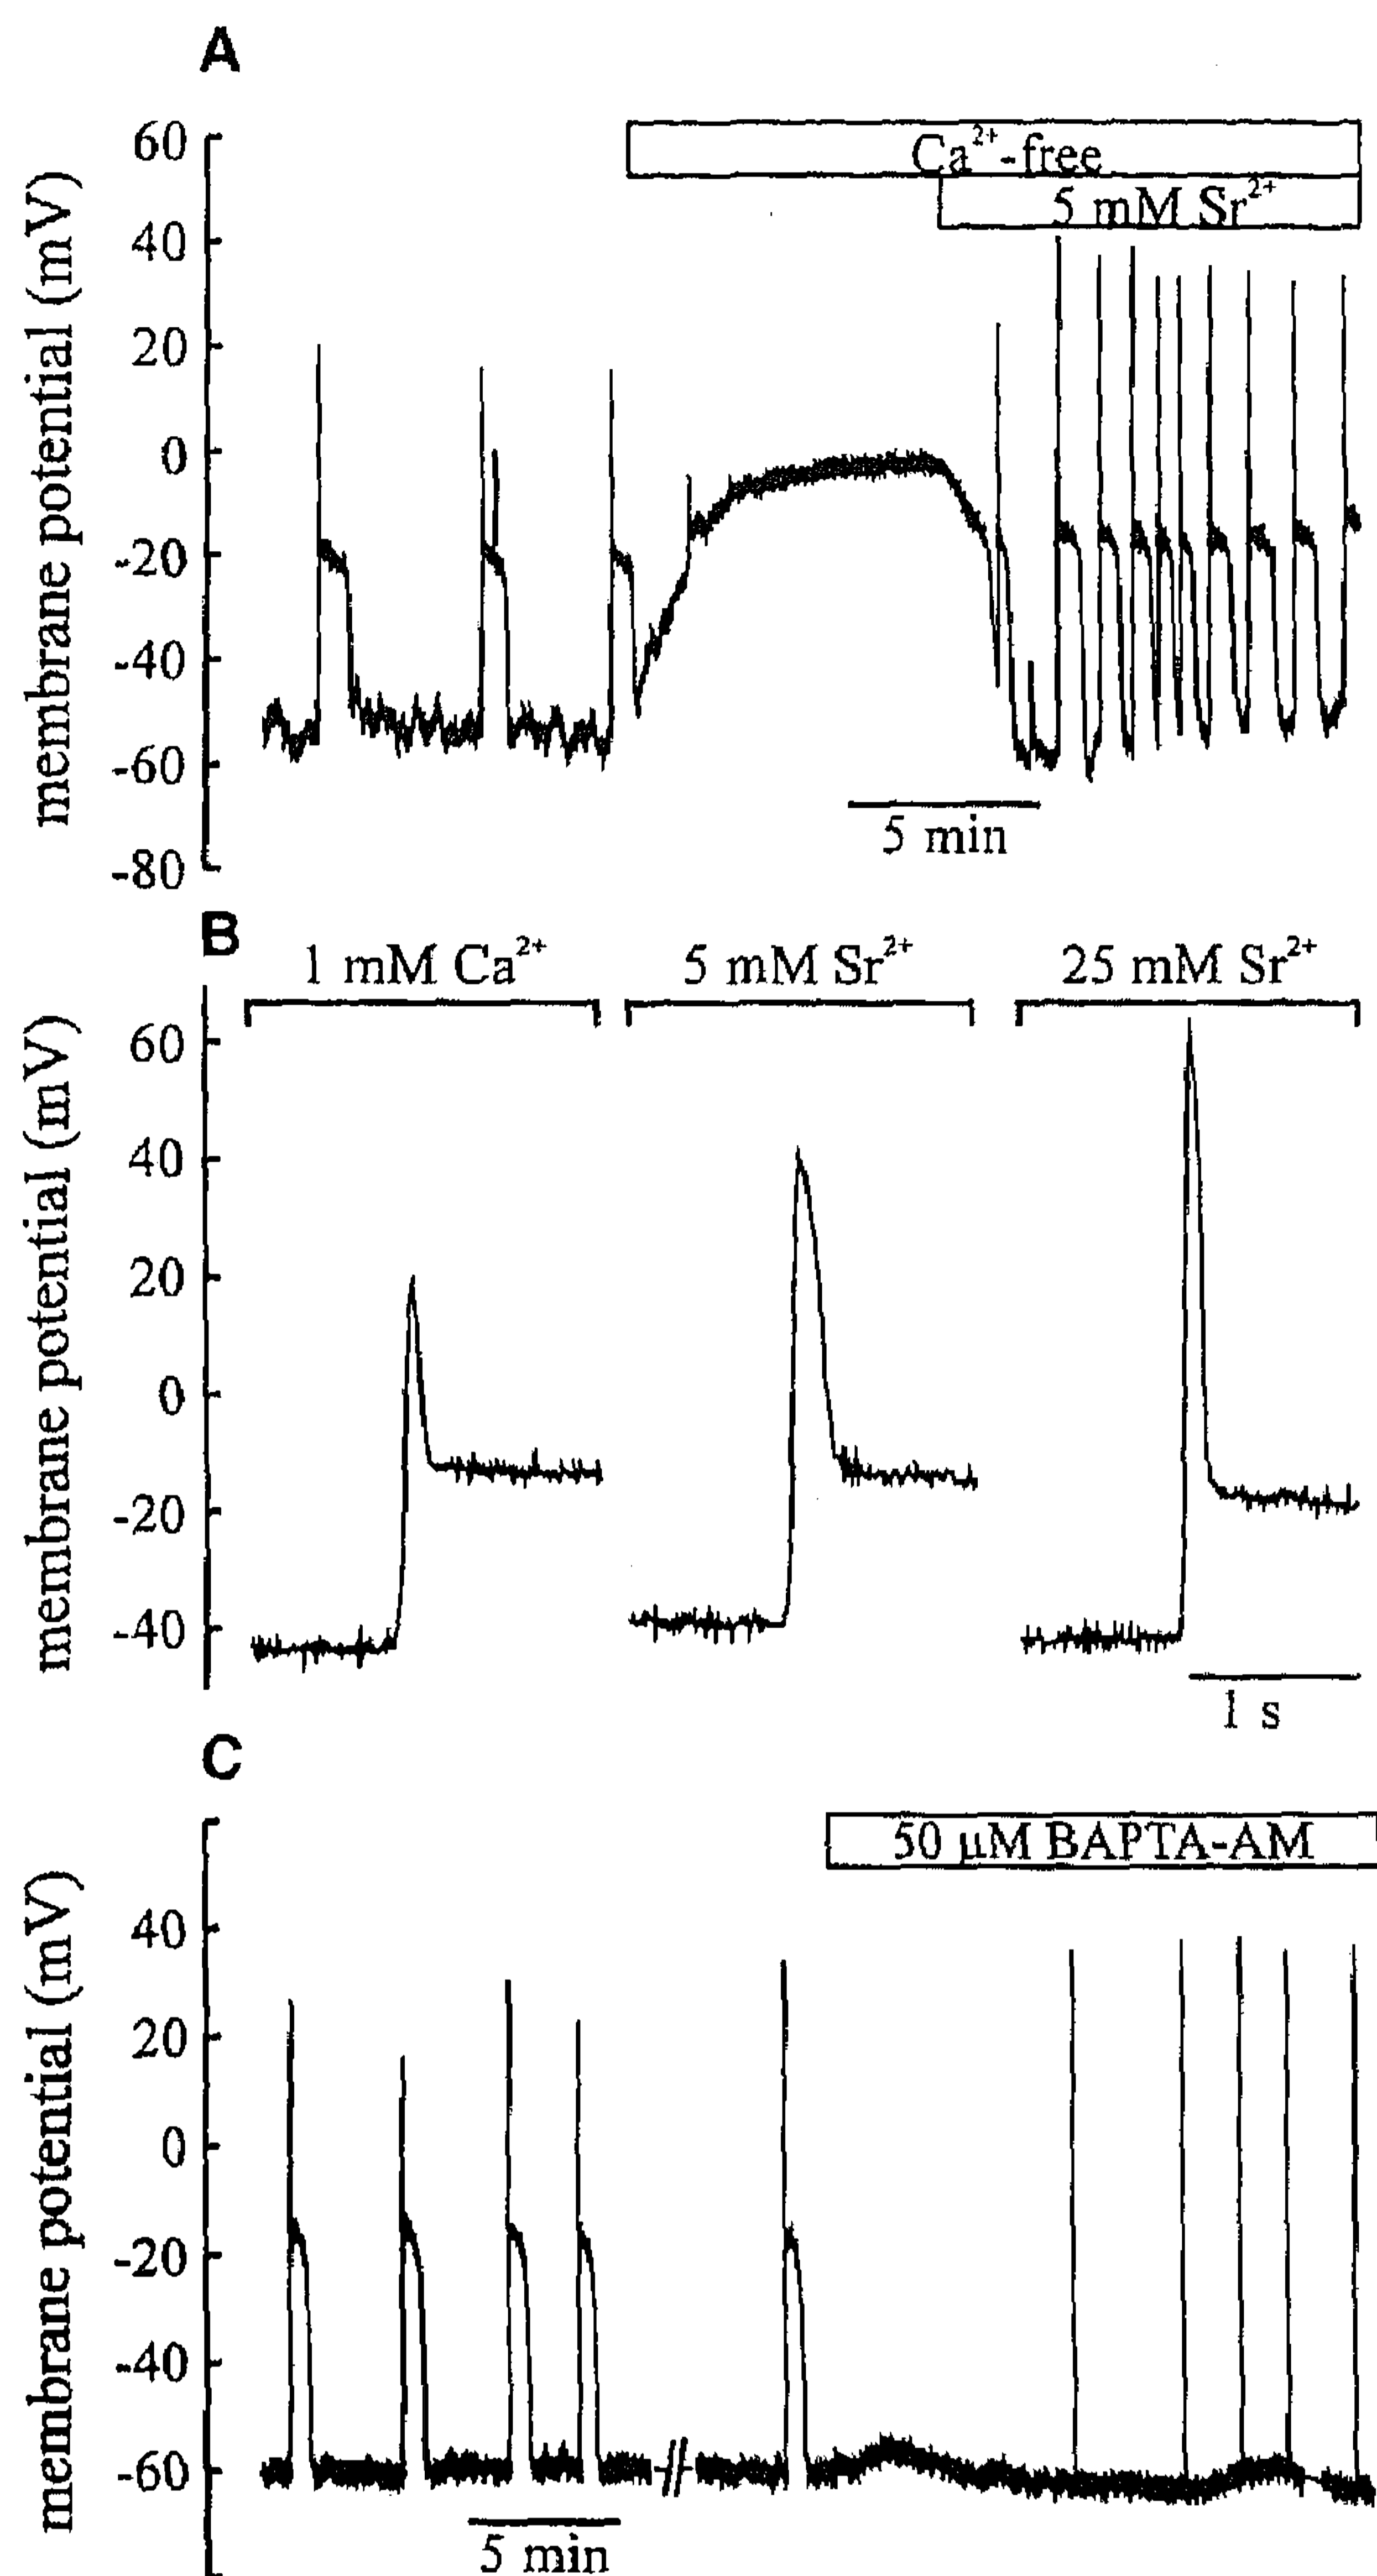 A
Ca²⁺-free
5 mM Sr²⁺
membrane potential (mV)
60
40
20
0
-20
-40
-60
-80
5 min
B
1 mM Ca²⁺
5 mM Sr²⁺
25 mM Sr²⁺
membrane potential (mV)
60
40
20
0
-20
-40
1 s
C
50 µM BAPTA-AM
membrane potential (mV)
40
20
0
-20
-40
-60
5 min